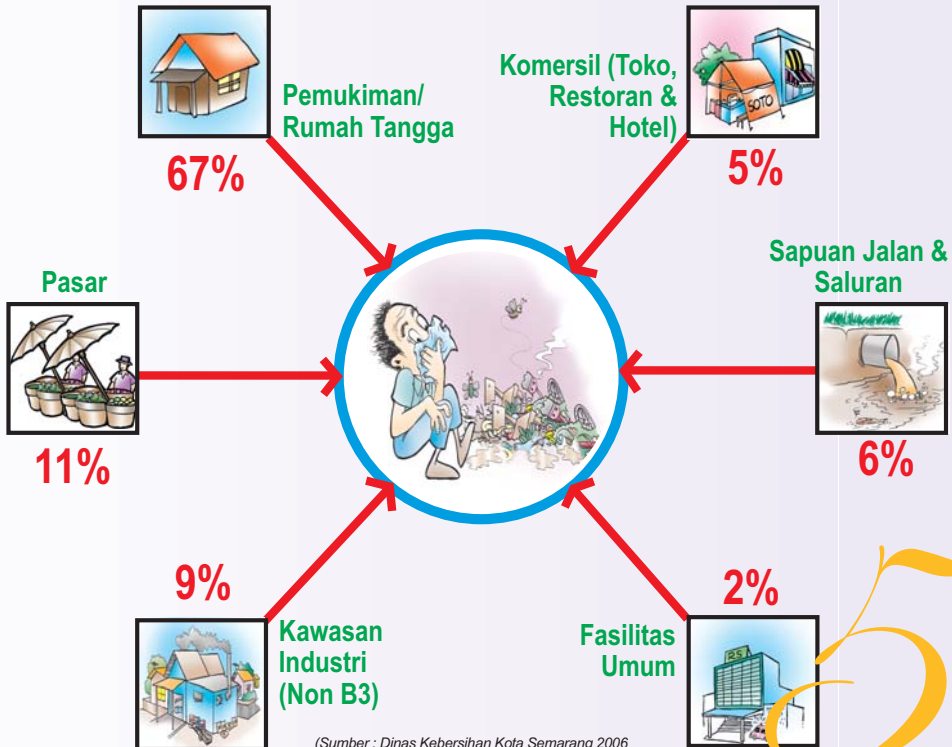 Pemukiman/
Rumah Tangga
67%
Komersil (Toko,
Restoran &
Hotel)
SOTO
5%
Pasar
11%
Sapuan Jalan &
Saluran
6%
9%
Kawasan
Industri
(Non B3)
2%
Fasilitas
Umum
RS
(Sumber : Dinas Kebersihan Kota Semarang 2006
5